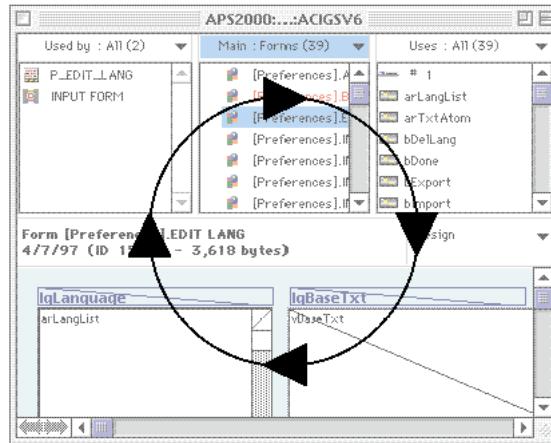 APS2000:...:ACIGSV6
Used by : All (2)
Main : Forms (39)
Uses : All (39)
P_EDIT_LANG
INPUT FORM
[Preferences].
[Preferences].
[Preferences].
[Preferences].
[Preferences].
[Preferences].
# 1
arLangList
arTxtAtom
bDelLang
bDone
bExport
bImport
Form [Preferences].EDIT LANG
4/7/97 (ID - 3,618 bytes)
Design
lqLanguage
lqBaseTxt
arLangList
vBaseTxt